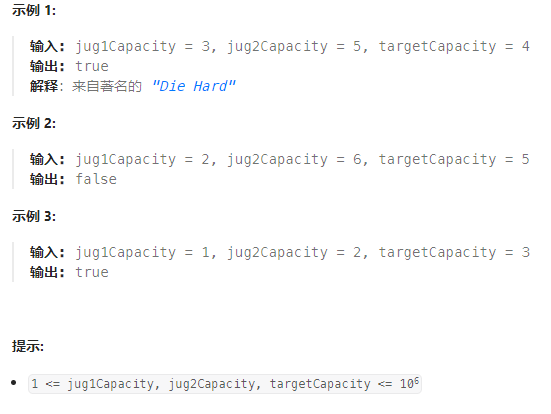 示例 1:
输入: jug1Capacity = 3, jug2Capacity = 5, targetCapacity = 4
输出: true
解释：来自著名的 "Die Hard"
示例 2:
输入: jug1Capacity = 2, jug2Capacity = 6, targetCapacity = 5
输出: false
示例 3:
输入: jug1Capacity = 1, jug2Capacity = 2, targetCapacity = 3
输出: true
提示:
• 1 <= jug1Capacity, jug2Capacity, targetCapacity <= 10⁶